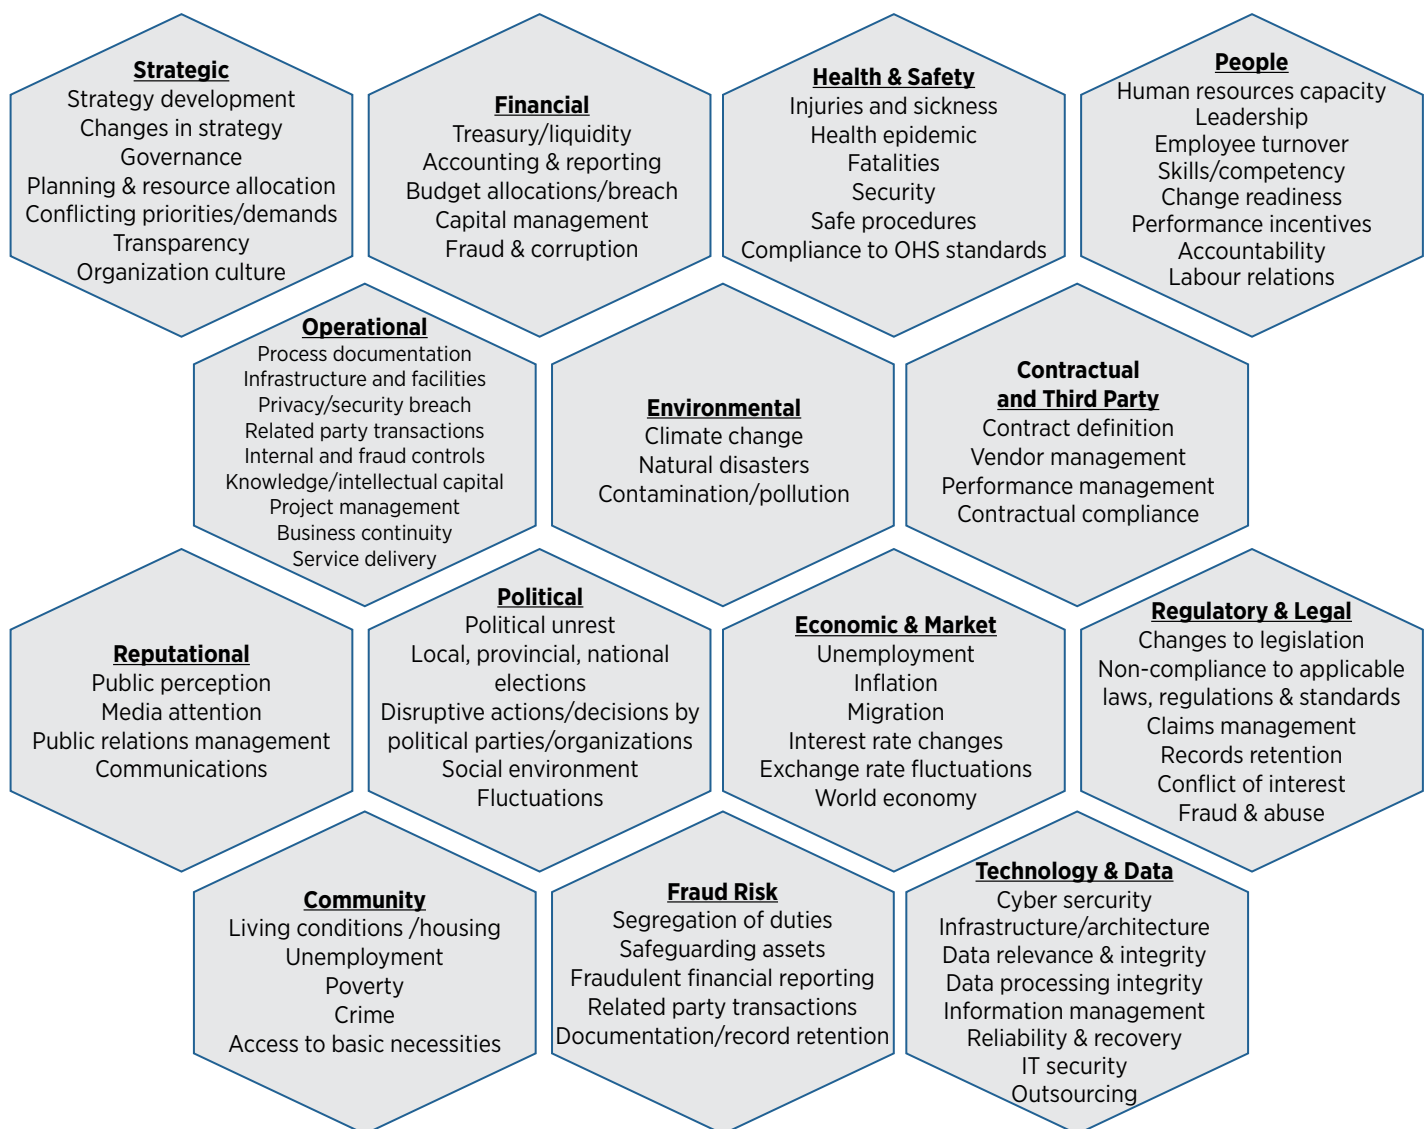 Strategic
Strategy development
Changes in strategy
Governance
Planning & resource allocation
Conflicting priorities/demands
Transparency
Organization culture
Financial
Treasury/liquidity
Accounting & reporting
Budget allocations/breach
Capital management
Fraud & corruption
Health & Safety
Injuries and sickness
Health epidemic
Fatalities
Security
Safe procedures
Compliance to OHS standards
People
Human resources capacity
Leadership
Employee turnover
Skills/competency
Change readiness
Performance incentives
Accountability
Labour relations
Operational
Process documentation
Infrastructure and facilities
Privacy/security breach
Related party transactions
Internal and fraud controls
Knowledge/intellectual capital
Project management
Business continuity
Service delivery
Environmental
Climate change
Natural disasters
Contamination/pollution
Contractual
and Third Party
Contract definition
Vendor management
Performance management
Contractual compliance
Reputational
Public perception
Media attention
Public relations management
Communications
Political
Political unrest
Local, provincial, national
elections
Disruptive actions/decisions by
political parties/organizations
Social environment
Fluctuations
Economic & Market
Unemployment
Inflation
Migration
Interest rate changes
Exchange rate fluctuations
World economy
Regulatory & Legal
Changes to legislation
Non-compliance to applicable
laws, regulations & standards
Claims management
Records retention
Conflict of interest
Fraud & abuse
Community
Living conditions /housing
Unemployment
Poverty
Crime
Access to basic necessities
Fraud Risk
Segregation of duties
Safeguarding assets
Fraudulent financial reporting
Related party transactions
Documentation/record retention
Technology & Data
Cyber sercurity
Infrastructure/architecture
Data relevance & integrity
Data processing integrity
Information management
Reliability & recovery
IT security
Outsourcing